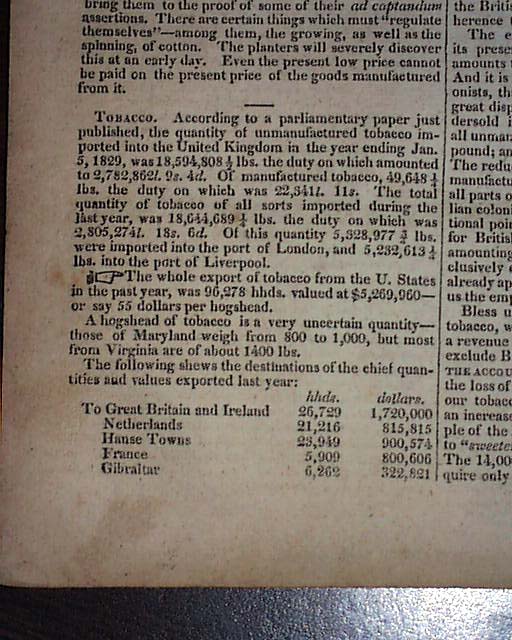 bring them to the proof of some of their ad captandum
assertions. There are certain things which must "regulate
themselves"—among them, the growing, as well as the
spinning, of cotton. The planters will severely discover
this at an early day. Even the present low price cannot
be paid on the present price of the goods manufactured
from it.
TOBACCO. According to a parliamentary paper just
published, the quantity of unmanufactured tobacco im-
ported into the United Kingdom in the year ending Jan.
5, 1829, was 18,594,808 ½ lbs. the duty on which amounted
to 2,782,862l. 9s. 4d. Of manufactured tobacco, 49,648 ½
lbs. the duty on which was 22,341l. 11s. The total
quantity of tobacco of all sorts imported during the
last year, was 18,644,689 ¼ lbs. the duty on which was
2,805,274l. 18s. 6d. Of this quantity 5,328,977 ¾ lbs.
were imported into the port of London, and 5,232,613 ½
lbs. into the port of Liverpool.
☞The whole export of tobacco from the U. States
in the past year, was 96,278 hhds. valued at $5,269,960—
or say 55 dollars per hogshead.
A hogshead of tobacco is a very uncertain quantity—
those of Maryland weigh from 800 to 1,000, but most
from Virginia are of about 1400 lbs.
The following shews the destinations of the chief quan-
tities and values exported last year:
hhds. dollars.
To Great Britain and Ireland 26,729 1,720,000
Netherlands 21,216 815,815
Hanse Towns 23,949 900,574
France 5,909 800,606
Gibraltar 6,262 322,821
the Briti
herence
The e
its prese
amounts
And it is
onists, th
great disp
dersold i
all unman
pound; an
The redu
manufactu
all parts o
lian coloni
tional poin
for British
amounting
clusively
already ap
us the emp
Bless u
tobacco, w
a revenue
exclude B
THE ACCOU
the loss of
our tobacc
an increase
ple of the
to "sweete
The 14,00
quire only